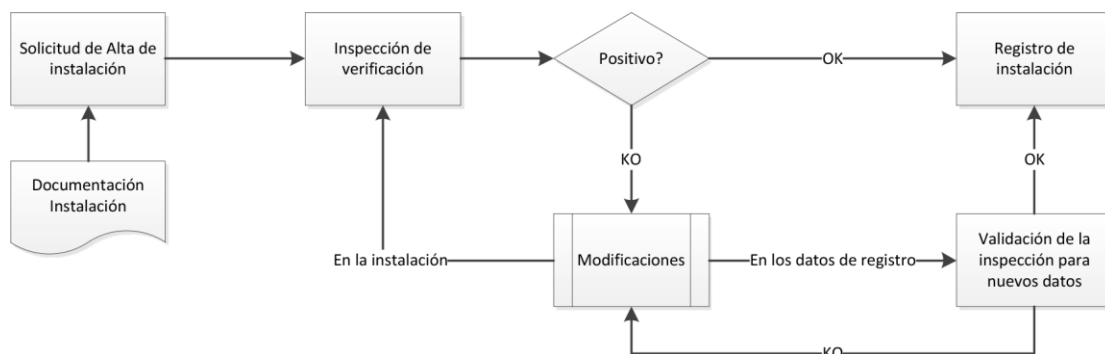 Solicitud de Alta de
instalación
Inspección de
verificación
Positivo?
OK
Registro de
instalación
Documentación
Instalación
KO
OK
En la instalación
Modificaciones
En los datos de registro
Validación de la
inspección para
nuevos datos
KO